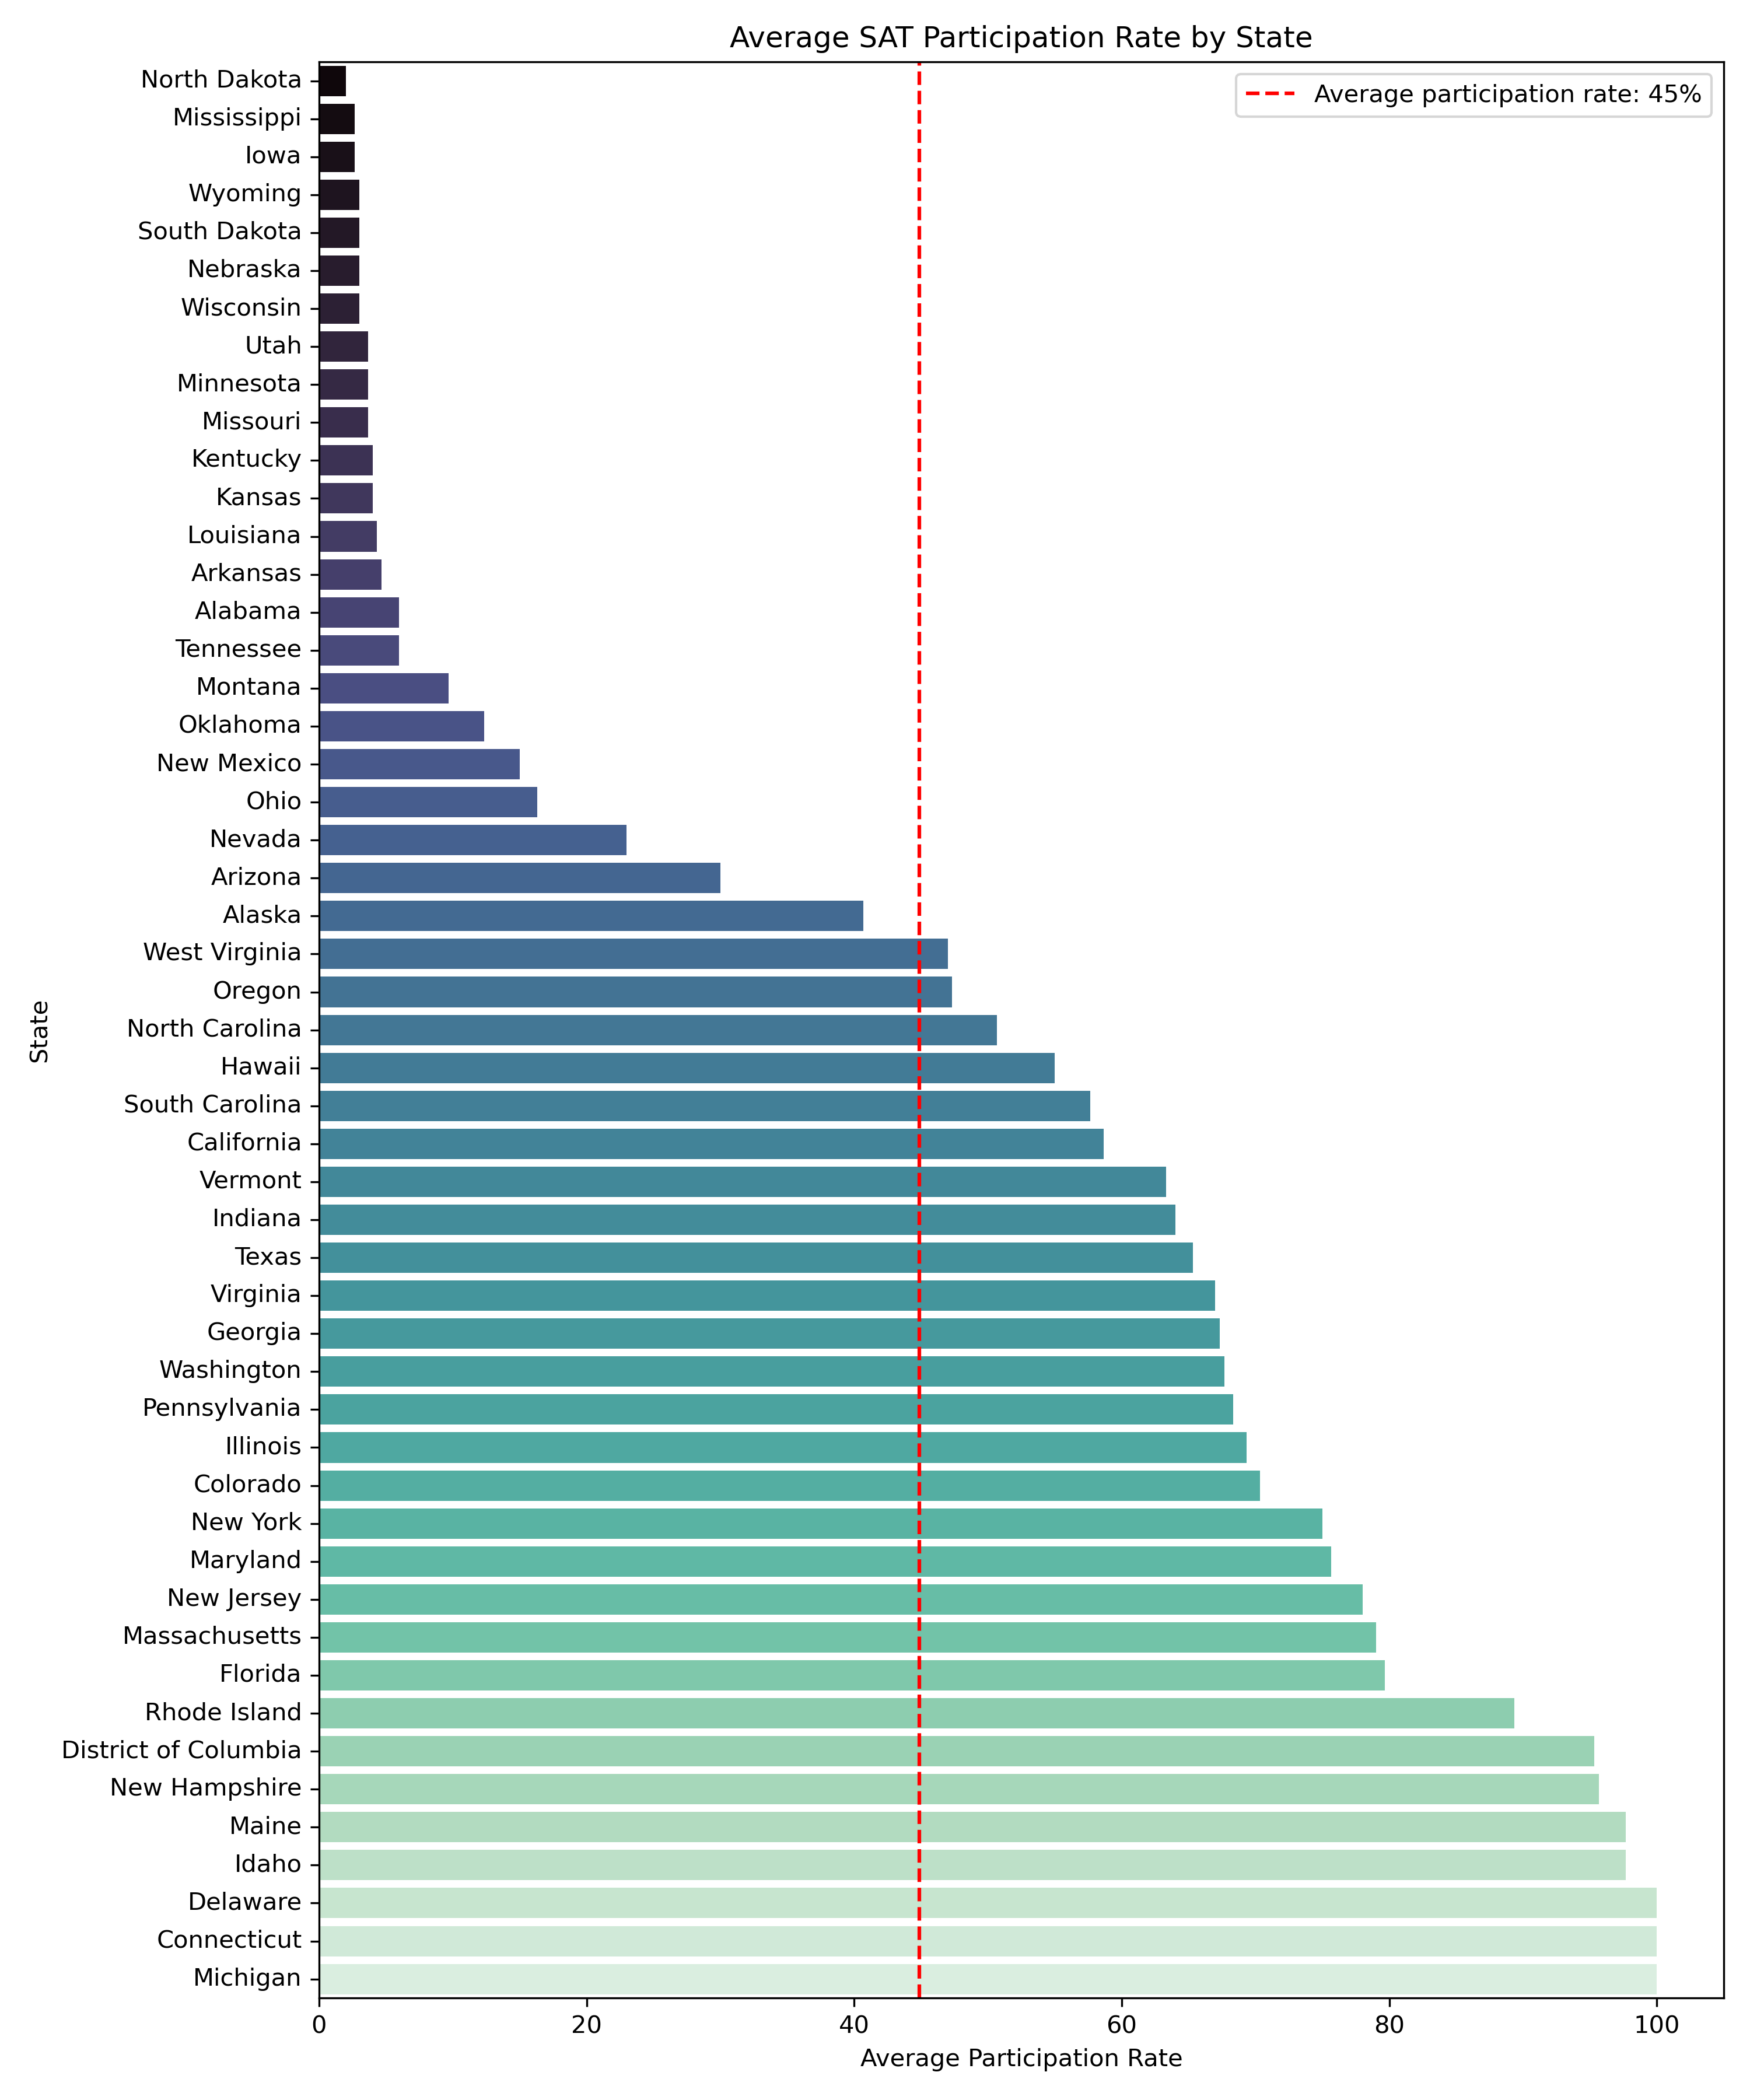 Average SAT Participation Rate by State
Average participation rate: 45%
State
North Dakota
Mississippi
Iowa
Wyoming
South Dakota
Nebraska
Wisconsin
Utah
Minnesota
Missouri
Kentucky
Kansas
Louisiana
Arkansas
Alabama
Tennessee
Montana
Oklahoma
New Mexico
Ohio
Nevada
Arizona
Alaska
West Virginia
Oregon
North Carolina
Hawaii
South Carolina
California
Vermont
Indiana
Texas
Virginia
Georgia
Washington
Pennsylvania
Illinois
Colorado
New York
Maryland
New Jersey
Massachusetts
Florida
Rhode Island
District of Columbia
New Hampshire
Maine
Idaho
Delaware
Connecticut
Michigan
0 20 40 60 80 100
Average Participation Rate